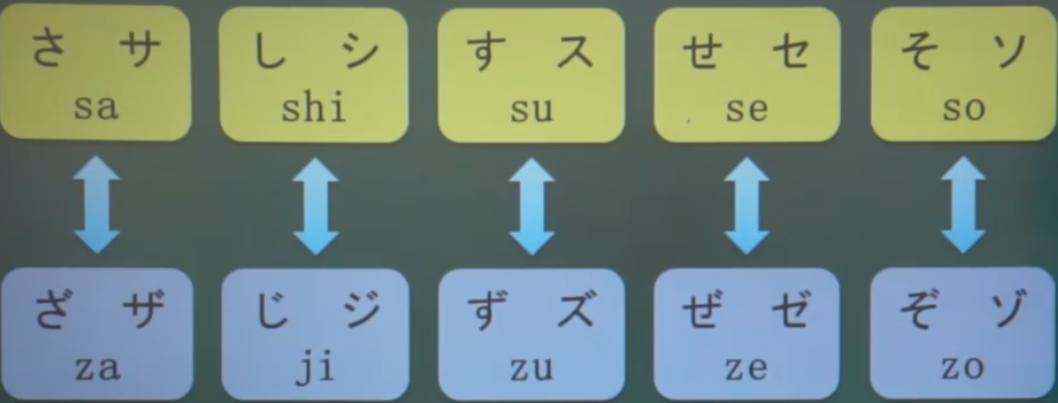 さ サ し シ す ス せ セ そ ソ
sa shi su se so
ざ ザ じ ジ ず ズ ぜ ゼ ぞ ゾ
za ji zu ze zo